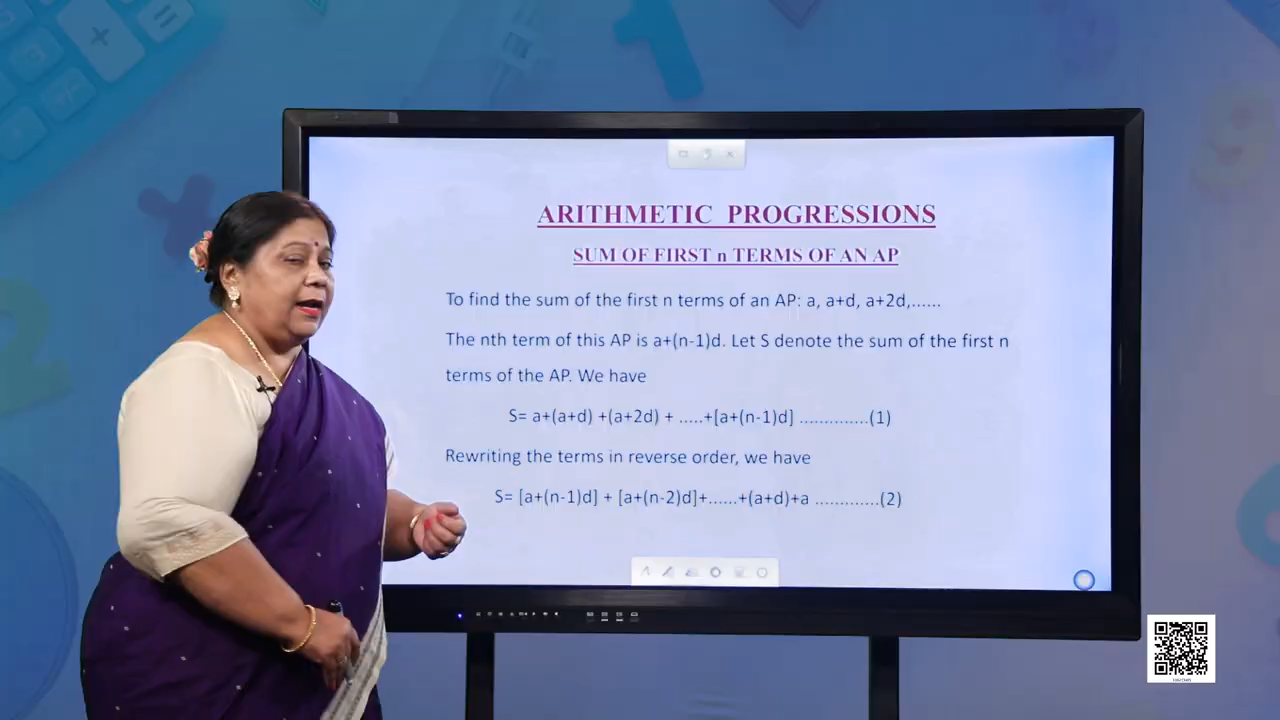 ARITHMETIC PROGRESSIONS
SUM OF FIRST n TERMS OF AN AP
To find the sum of the first n terms of an AP: a, a+d, a+2d,......
The nth term of this AP is a+(n-1)d. Let S denote the sum of the first n
terms of the AP. We have
S= a+(a+d) +(a+2d) + .....+[a+(n-1)d] ..............(1)
Rewriting the terms in reverse order, we have
S= [a+(n-1)d] + [a+(n-2)d]+......+(a+d)+a .............(2)